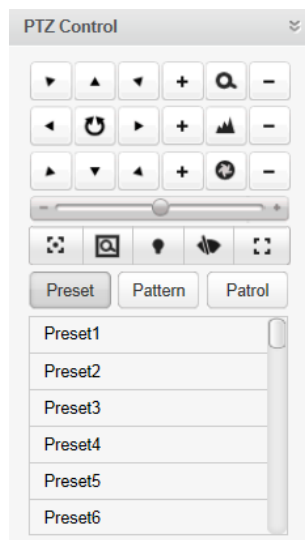 PTZ Control
Preset Pattern Patrol
Preset1
Preset2
Preset3
Preset4
Preset5
Preset6